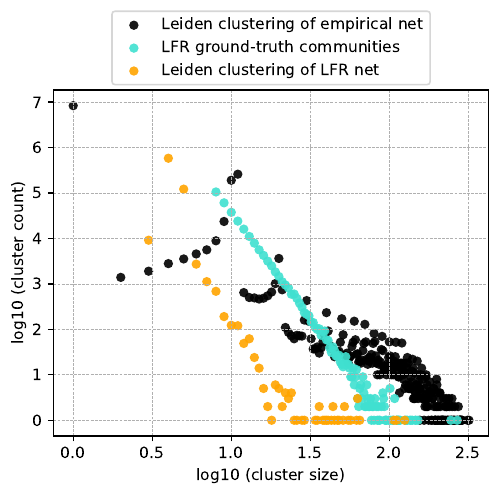 Leiden clustering of empirical net
LFR ground-truth communities
Leiden clustering of LFR net
7
6
5
4
3
2
1
0
log10 (cluster count)
0.0 0.5 1.0 1.5 2.0 2.5
log10 (cluster size)